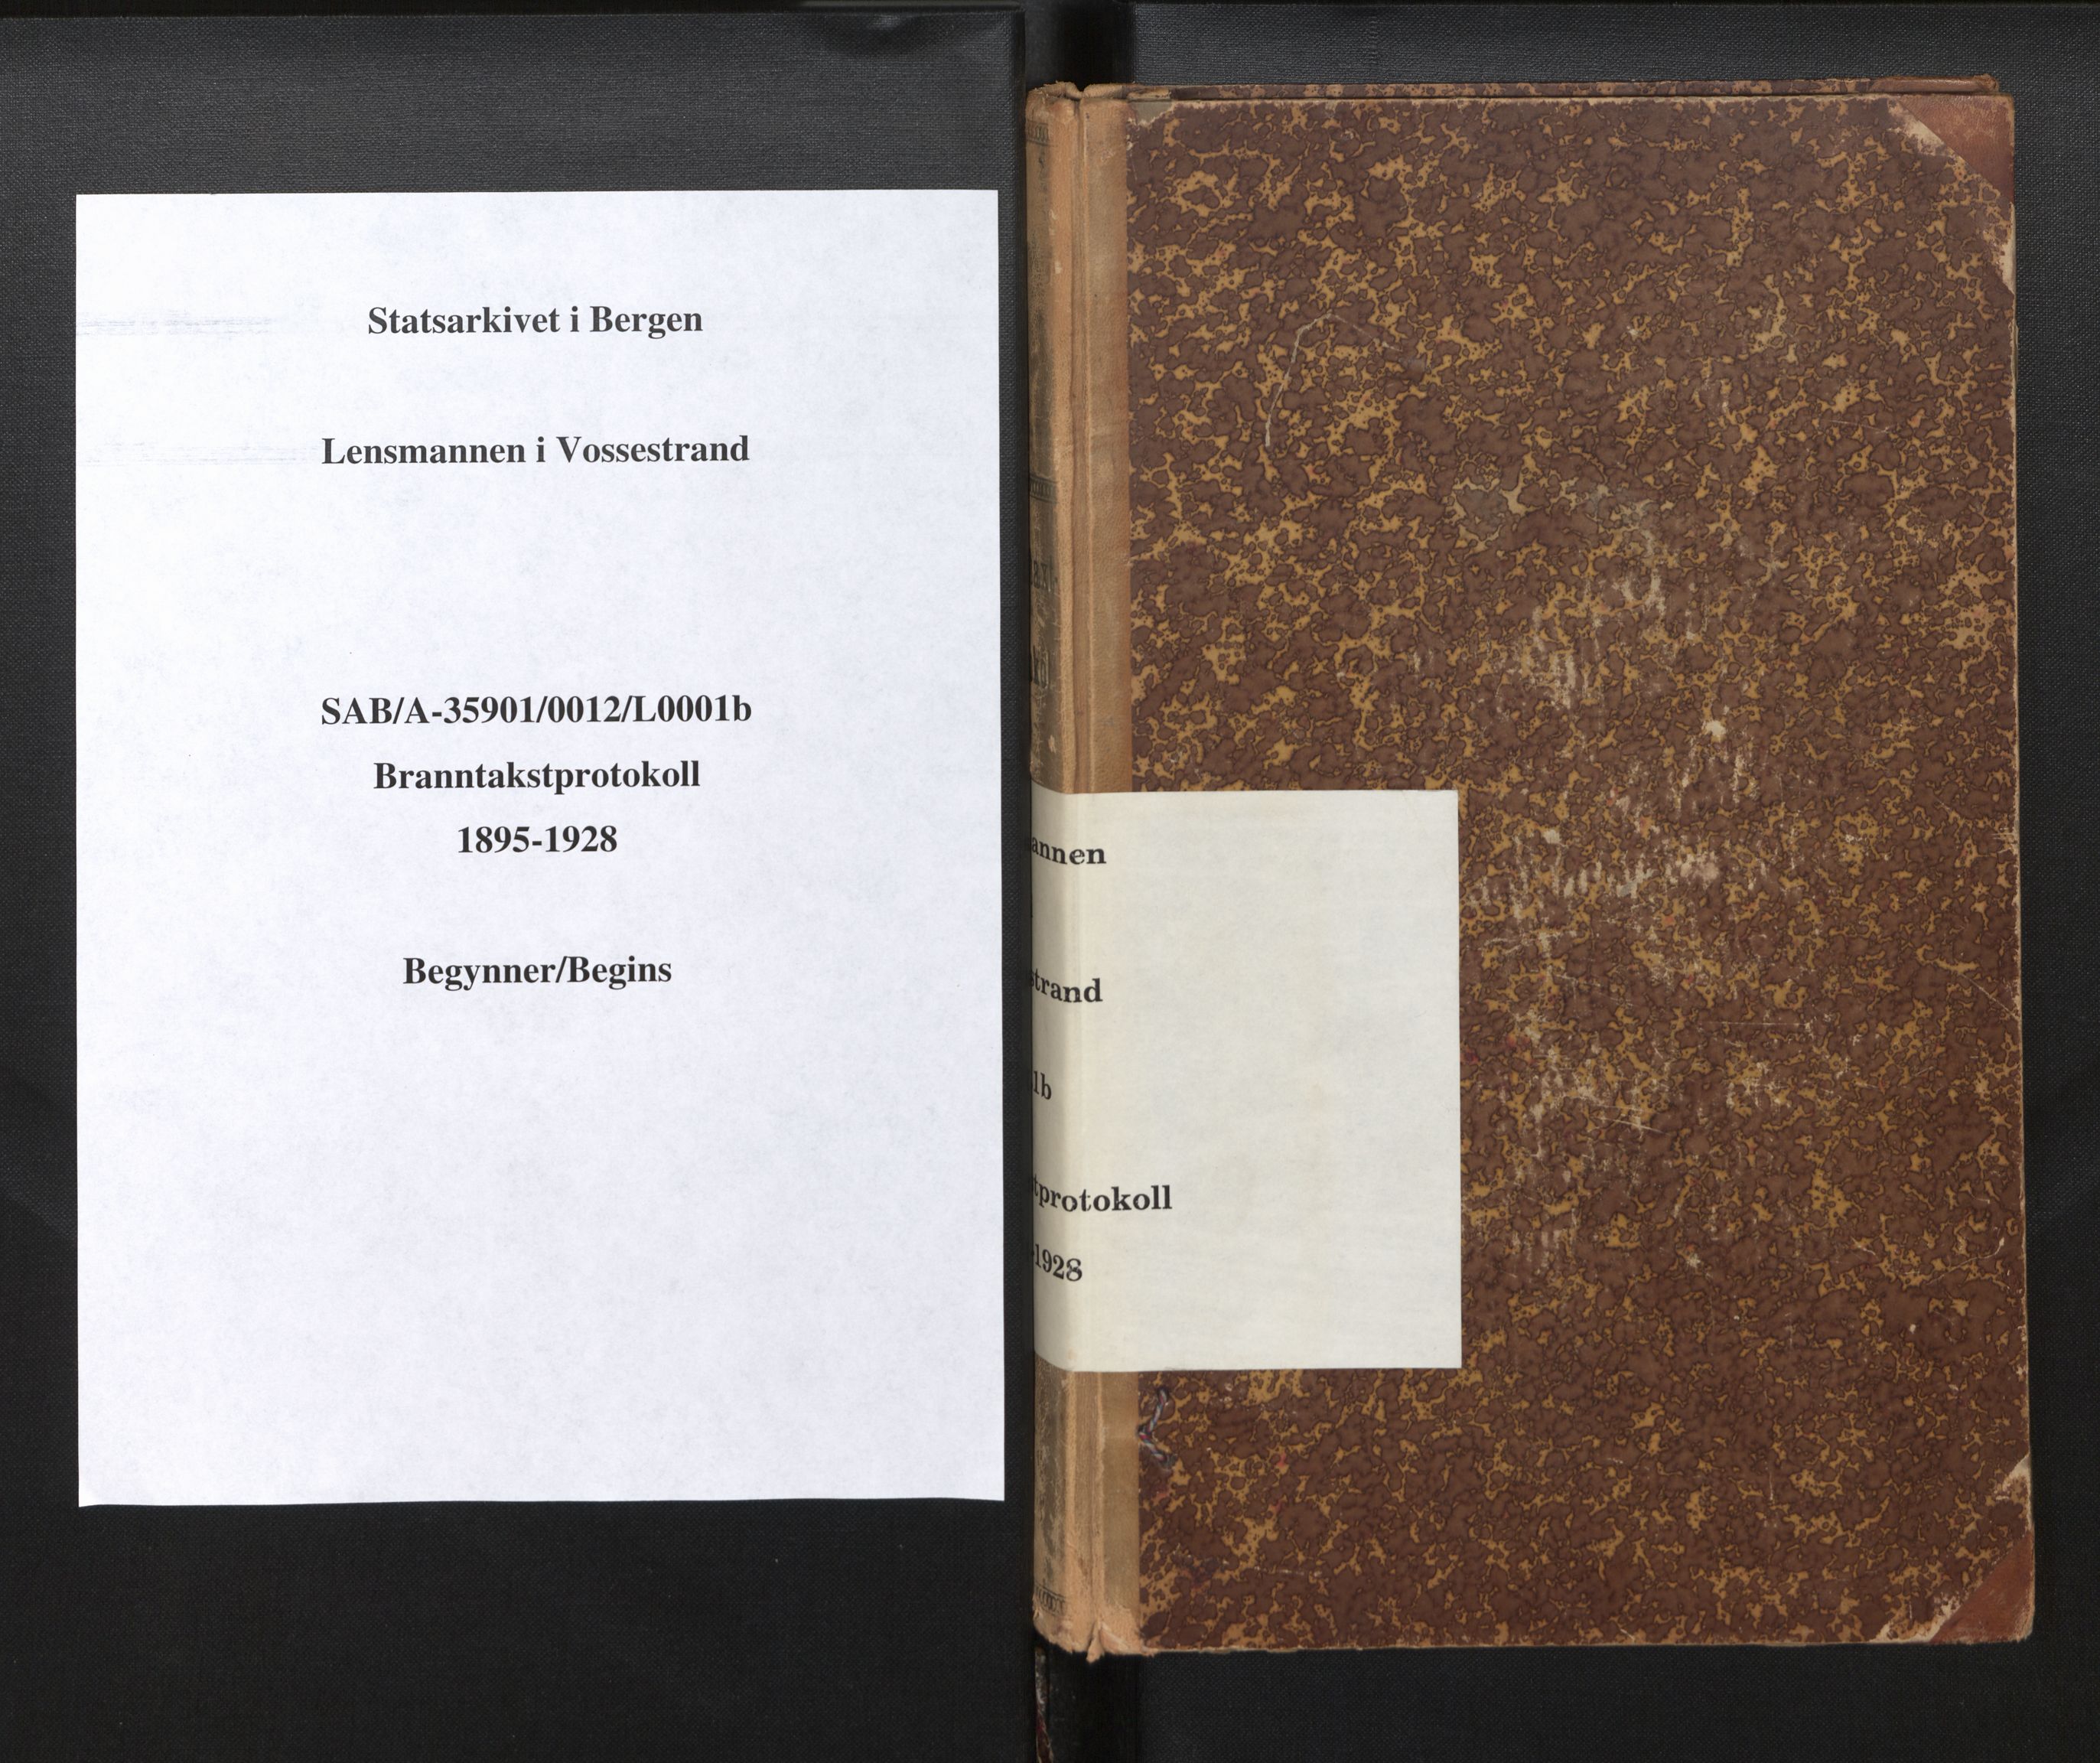 Statsarkivet i Bergen
Lensmannen i Vossestrand
SAB/A-35901/0012/L0001b
Branntakstprotokoll
1895-1928
Begynner/Begins
annen
strand
1b
tprotokoll
-1928